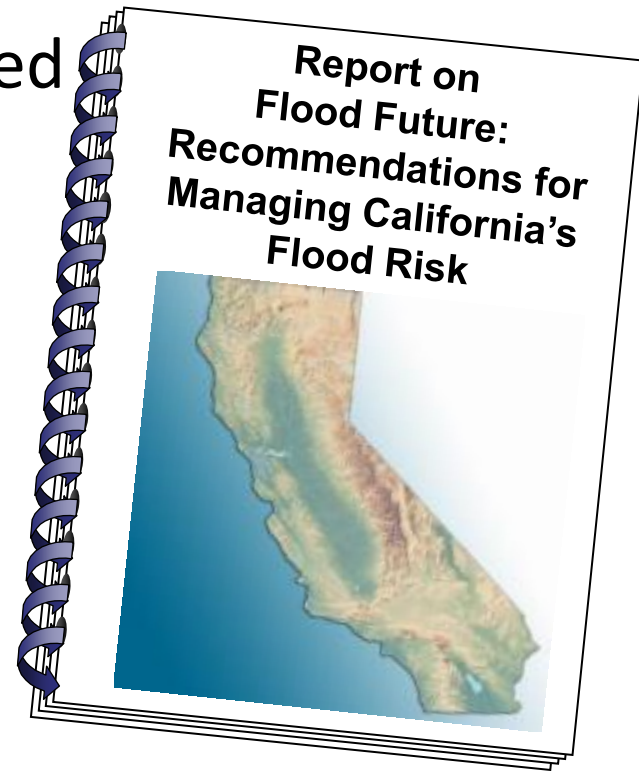 ed
Report on
Flood Future:
Recommendations for
Managing California’s
Flood Risk